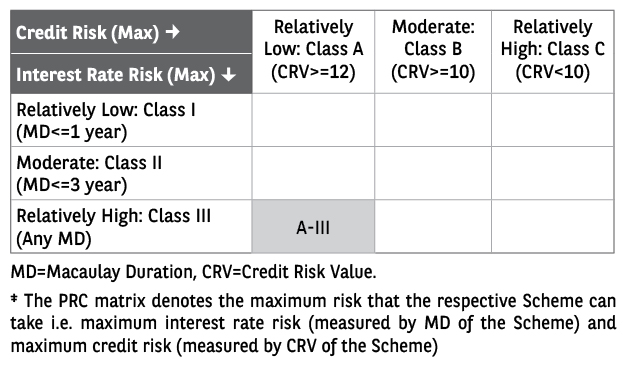 Credit Risk (Max) →
Interest Rate Risk (Max) ↓
Relatively
Low: Class A
(CRV>=12)
Moderate:
Class B
(CRV>=10)
Relatively
High: Class C
(CRV<10)
Relatively Low: Class I
(MD<=1 year)
Moderate: Class II
(MD<=3 year)
Relatively High: Class III
(Any MD)
A-III
MD=Macaulay Duration, CRV=Credit Risk Value.
‡ The PRC matrix denotes the maximum risk that the respective Scheme can
take i.e. maximum interest rate risk (measured by MD of the Scheme) and
maximum credit risk (measured by CRV of the Scheme)